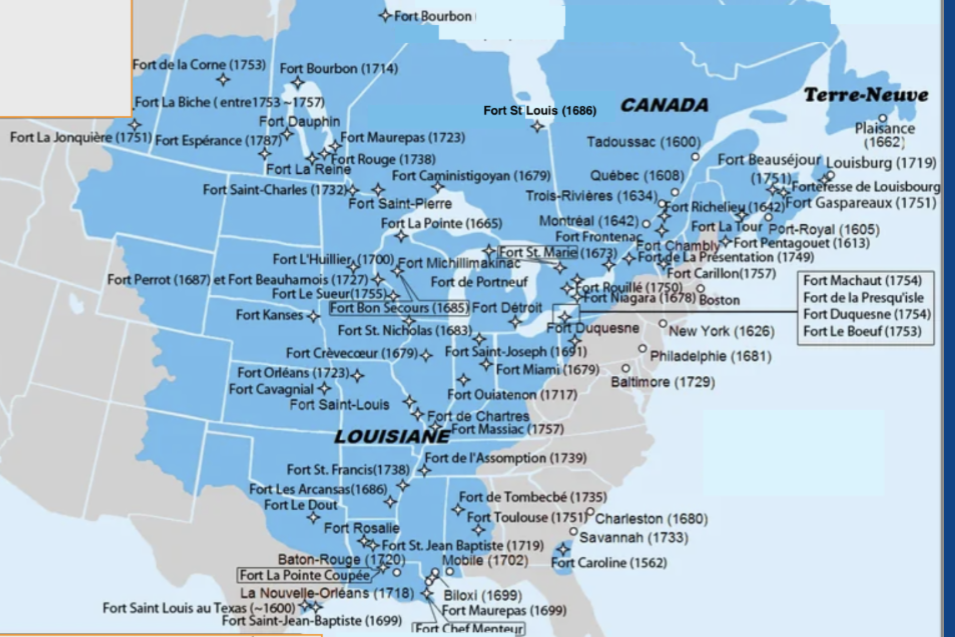 Fort Bourbon
Fort de la Corne (1753)
Fort Bourbon (1714)
Fort La Biche ( entre1753 ~1757)
Fort St Louis (1686)
CANADA
Terre-Neuve
Fort Dauphin
Plaisance
(1662)
Fort La Jonquière (1751)
Fort Espérance (1787)
Fort Maurepas (1723)
Tadoussac (1600)
Fort Rouge (1738)
Fort La Reine
Fort Beauséjour
(1751)
Louisburg (1719)
Fort Caministigoyan (1679)
Québec (1608)
Forteresse de Louisbourg
Fort Saint-Charles (1732)
Fort Saint-Pierre
Trois-Rivières (1634)
Fort Richelieu (1642)
Fort Gaspareaux (1751)
Fort La Pointe (1665)
Montréal (1642)
Fort La Tour
Port-Royal (1605)
Fort Frontenac
Fort Chambly
Fort Pentagouet (1613)
Fort St. Marie (1673)
Fort de La Présentation (1749)
Fort L'Huillier (1700)
Fort Michillimakinac
Fort Carillon(1757)
Fort Perrot (1687) et Fort Beauharnois (1727)
Fort de Portneuf
Fort Rouillé (1750)
Fort Machaut (1754)
Fort de la Presqu'isle
Fort Duquesne (1754)
Fort Le Boeuf (1753)
Fort Le Sueur(1755)
Fort Niagara (1678)
Boston
Fort Bon Secours (1685)
Fort Détroit
Fort Kanses
Fort St. Nicholas (1683)
Fort Duquesne
New York (1626)
Fort Crèvecœur (1679)
Fort Saint-Joseph (1691)
Philadelphie (1681)
Fort Orléans (1723)
Fort Miami (1679)
Baltimore (1729)
Fort Cavagnial
Fort Ouiatenon (1717)
Fort Saint-Louis
Fort de Chartres
Fort Massiac (1757)
LOUISIANE
Fort de l'Assomption (1739)
Fort St. Francis(1738)
Fort Les Arcansas(1686)
Fort de Tombecbé (1735)
Fort Le Dout
Fort Toulouse (1751)
Charleston (1680)
Fort Rosalie
Savannah (1733)
Fort St. Jean Baptiste (1719)
Baton-Rouge (1720)
Mobile (1702)
Fort Caroline (1562)
Fort La Pointe Coupée
La Nouvelle-Orléans (1718)
Biloxi (1699)
Fort Saint Louis au Texas (~1600)
Fort Maurepas (1699)
Fort Saint-Jean-Baptiste (1699)
Fort Chef Menteur